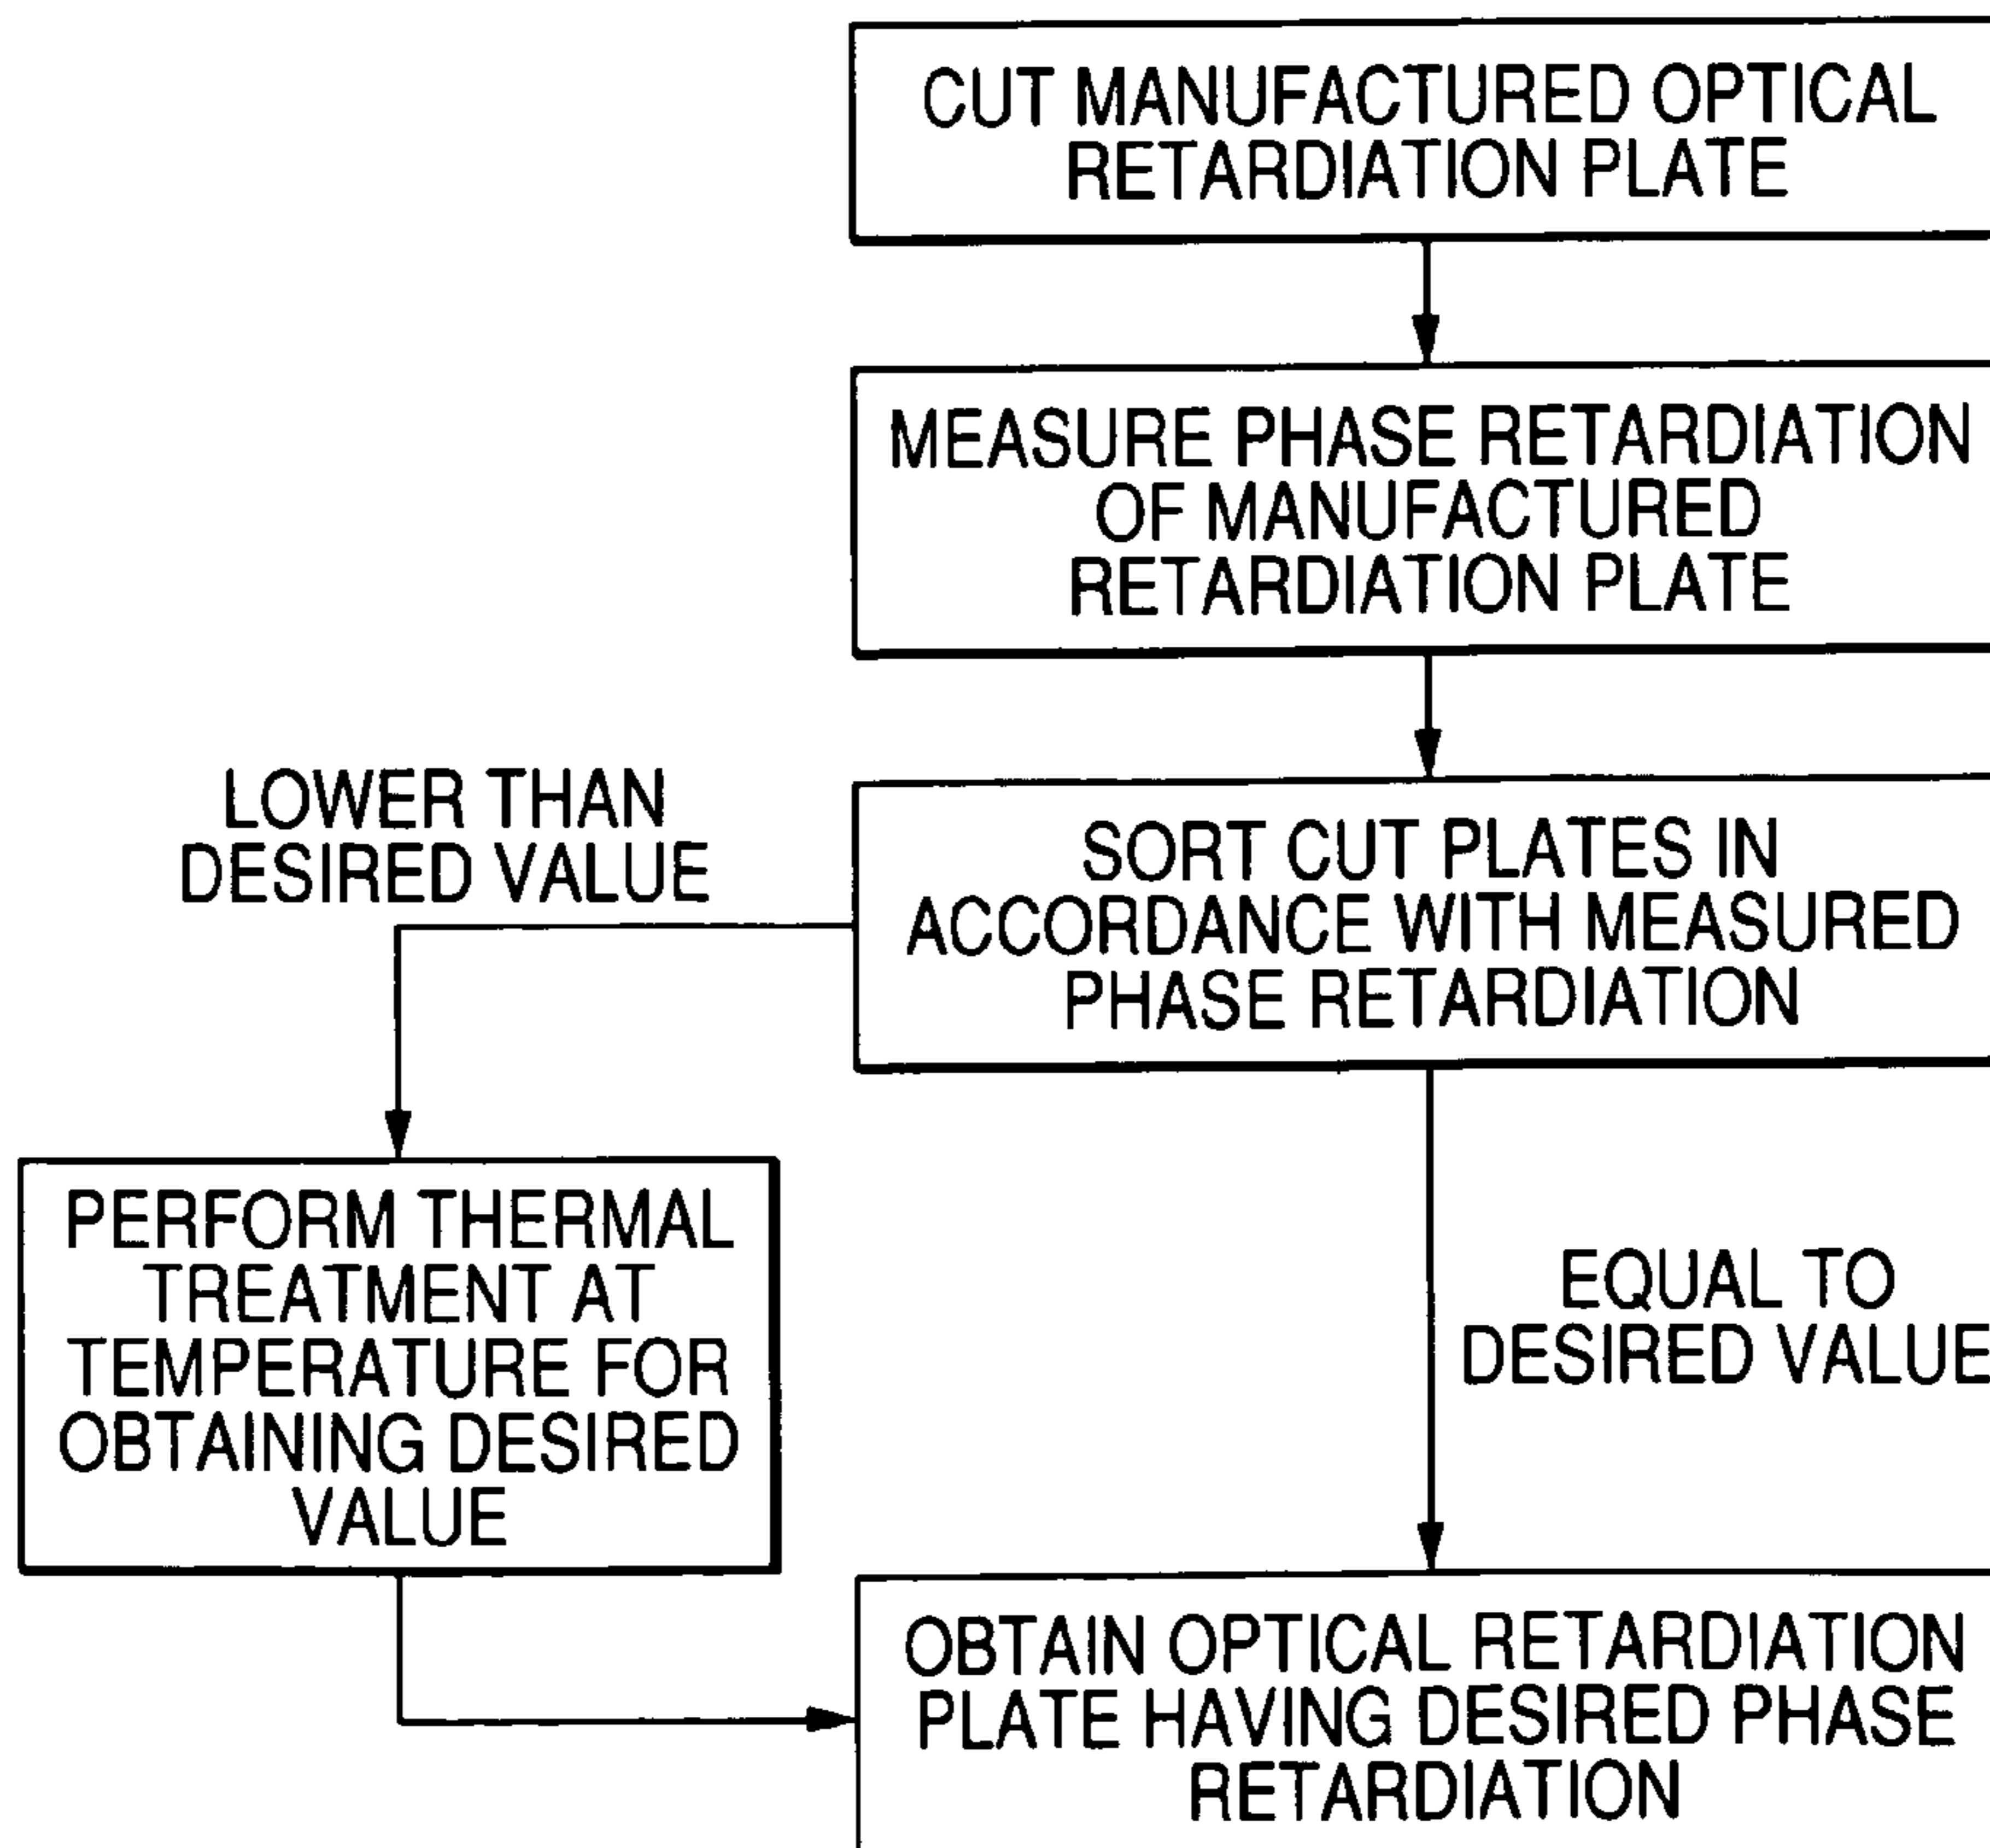 CUT MANUFACTURED OPTICAL
RETARDIATION PLATE
MEASURE PHASE RETARDIATION
OF MANUFACTURED
RETARDIATION PLATE
SORT CUT PLATES IN
ACCORDANCE WITH MEASURED
PHASE RETARDIATION
LOWER THAN
DESIRED VALUE
PERFORM THERMAL
TREATMENT AT
TEMPERATURE FOR
OBTAINING DESIRED
VALUE
EQUAL TO
DESIRED VALUE
OBTAIN OPTICAL RETARDIATION
PLATE HAVING DESIRED PHASE
RETARDIATION